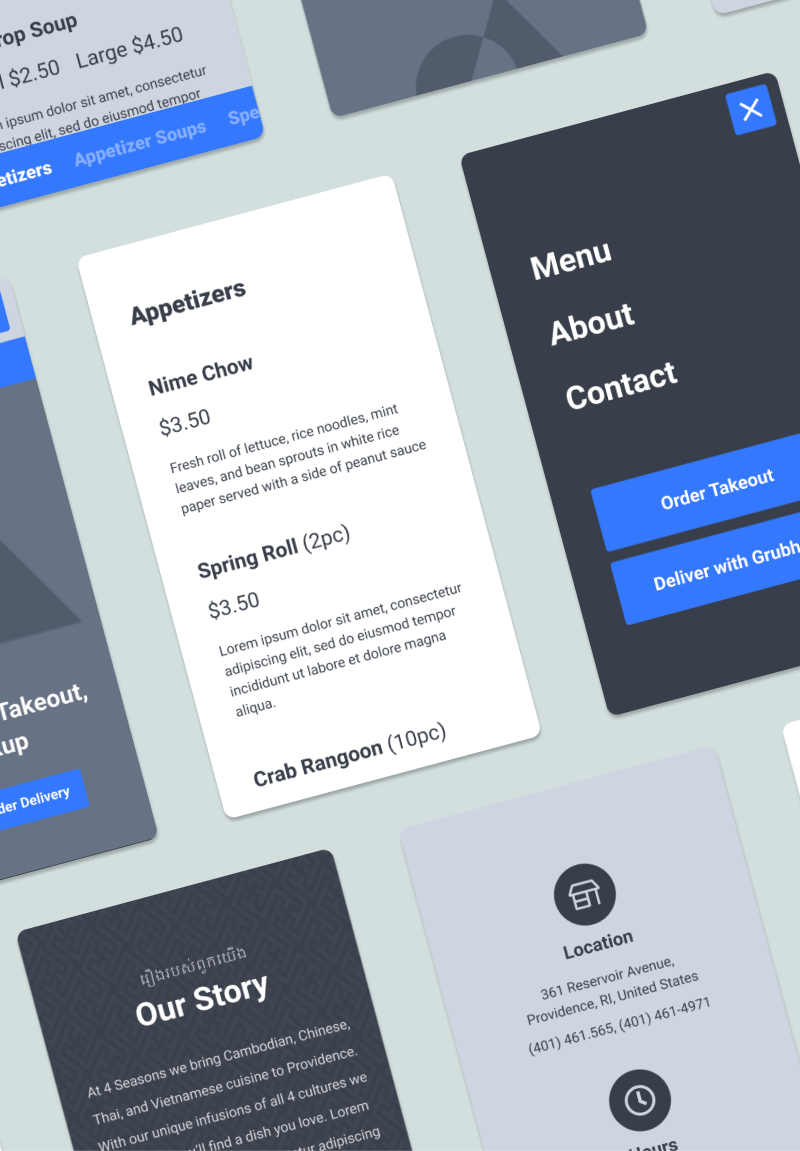 rop Soup
$2.50 Large $4.50
ipsum dolor sit amet, consectetur
scing elit, sed do eiusmod tempor
etizers Appetizer Soups Spe
Menu
About
Contact
Order Takeout
Deliver with Grubh
Appetizers
Nime Chow
$3.50
Fresh roll of lettuce, rice noodles, mint
leaves, and bean sprouts in white rice
paper served with a side of peanut sauce
Spring Roll (2pc)
$3.50
Lorem ipsum dolor sit amet, consectetur
adipiscing elit, sed do eiusmod tempor
incididunt ut labore et dolore magna
aliqua.
Crab Rangoon (10pc)
Takeout,
kup
der Delivery
រឿងរបស់ពួកយើង
Our Story
At 4 Seasons we bring Cambodian, Chinese,
Thai, and Vietnamese cuisine to Providence.
With our unique infusions of all 4 cultures we
'll find a dish you love. Lorem
tur adipiscing
Location
361 Reservoir Avenue,
Providence, RI, United States
(401) 461.565, (401) 461-4971
Hours